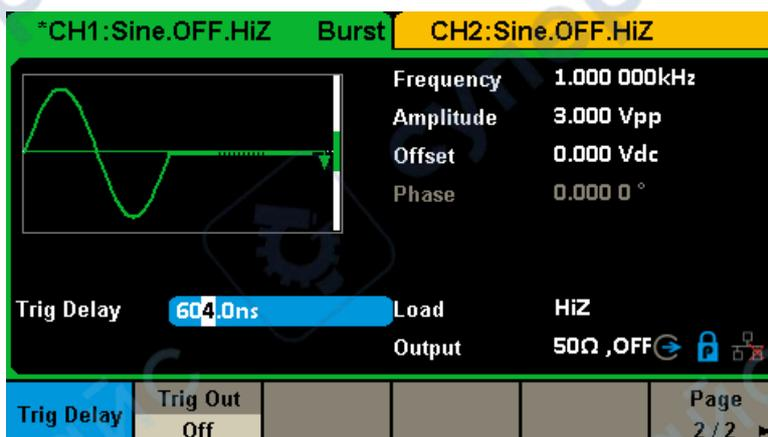 *CH1:Sine.OFF.HiZ Burst CH2:Sine.OFF.HiZ
Frequency 1.000 000kHz
Amplitude 3.000 Vpp
Offset 0.000 Vdc
Phase 0.000 0 °
Trig Delay 604.0ns Load HiZ
Output 50Ω ,OFF P
Trig Delay Trig Out Off Page 2/2 ►